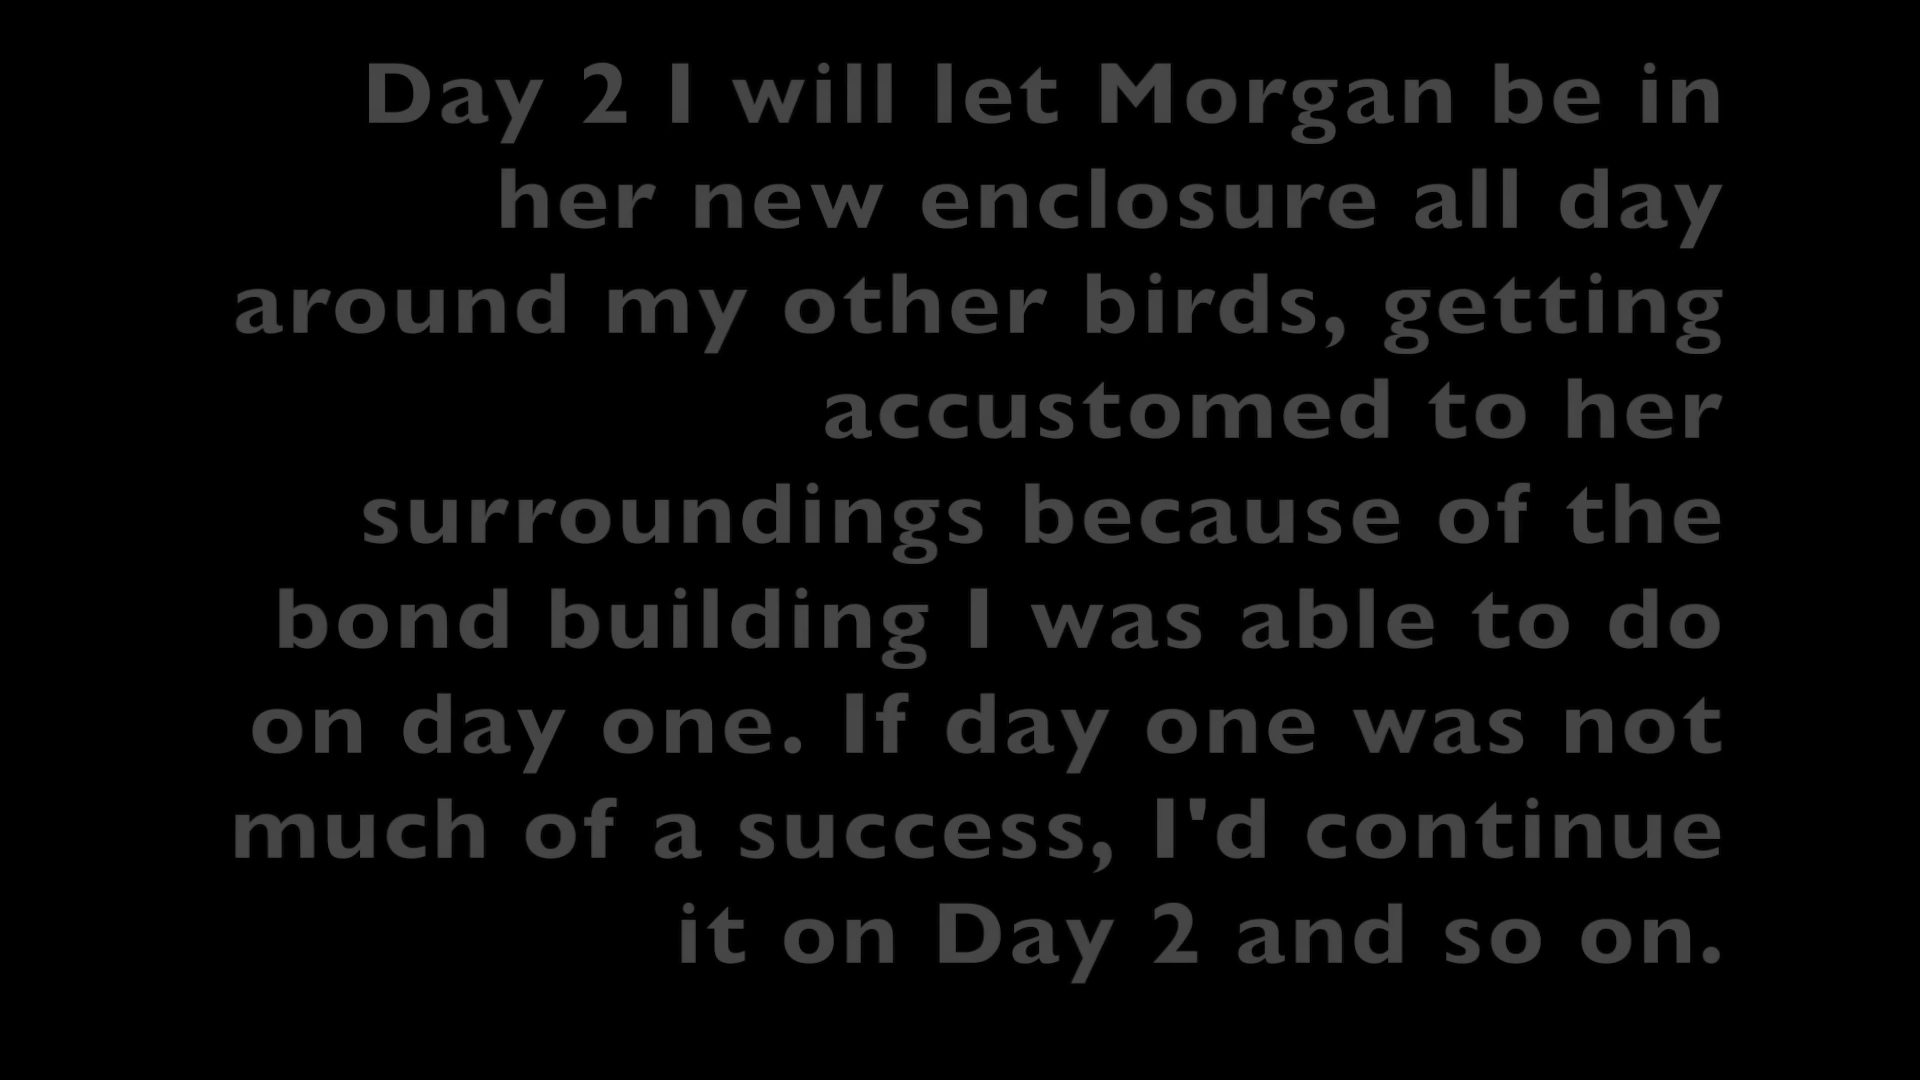 Day 2 I will let Morgan be in
her new enclosure all day
around my other birds, getting
accustomed to her
surroundings because of the
bond building I was able to do
on day one. If day one was not
much of a success, I'd continue
it on Day 2 and so on.